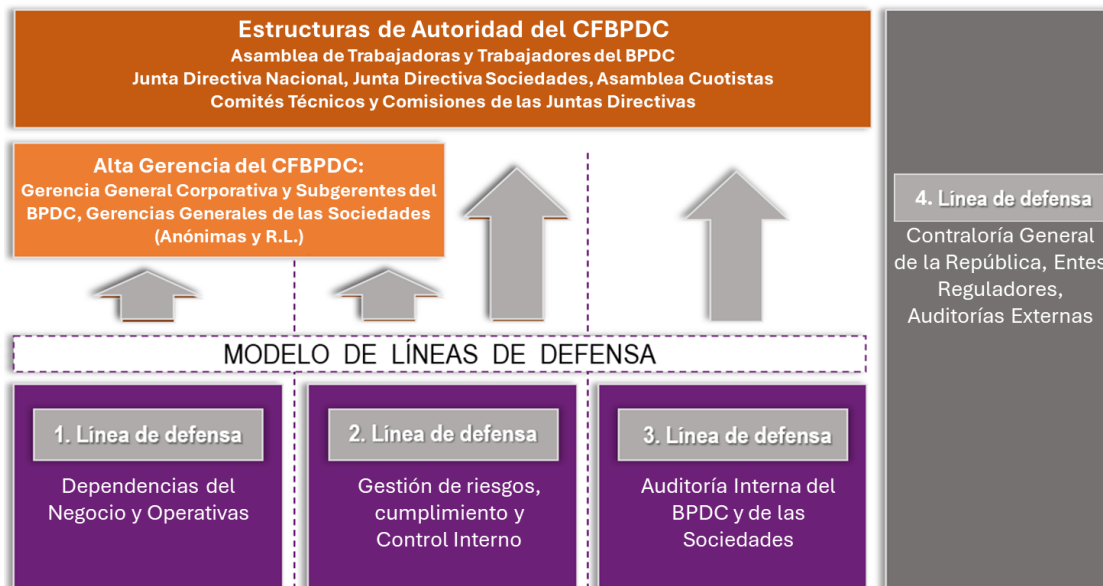 Estructuras de Autoridad del CFBPDC
Asamblea de Trabajadoras y Trabajadores del BPDC
Junta Directiva Nacional, Junta Directiva Sociedades, Asamblea Cuotistas
Comités Técnicos y Comisiones de las Juntas Directivas
Alta Gerencia del CFBPDC:
Gerencia General Corporativa y Subgerentes del
BPDC, Gerencias Generales de las Sociedades
(Anónimas y R.L.)
MODELO DE LÍNEAS DE DEFENSA
1. Línea de defensa
Dependencias del
Negocio y Operativas
2. Línea de defensa
Gestión de riesgos,
cumplimiento y
Control Interno
3. Línea de defensa
Auditoría Interna del
BPDC y de las
Sociedades
4. Línea de defensa
Contraloría General
de la República, Entes
Reguladores,
Auditorías Externas